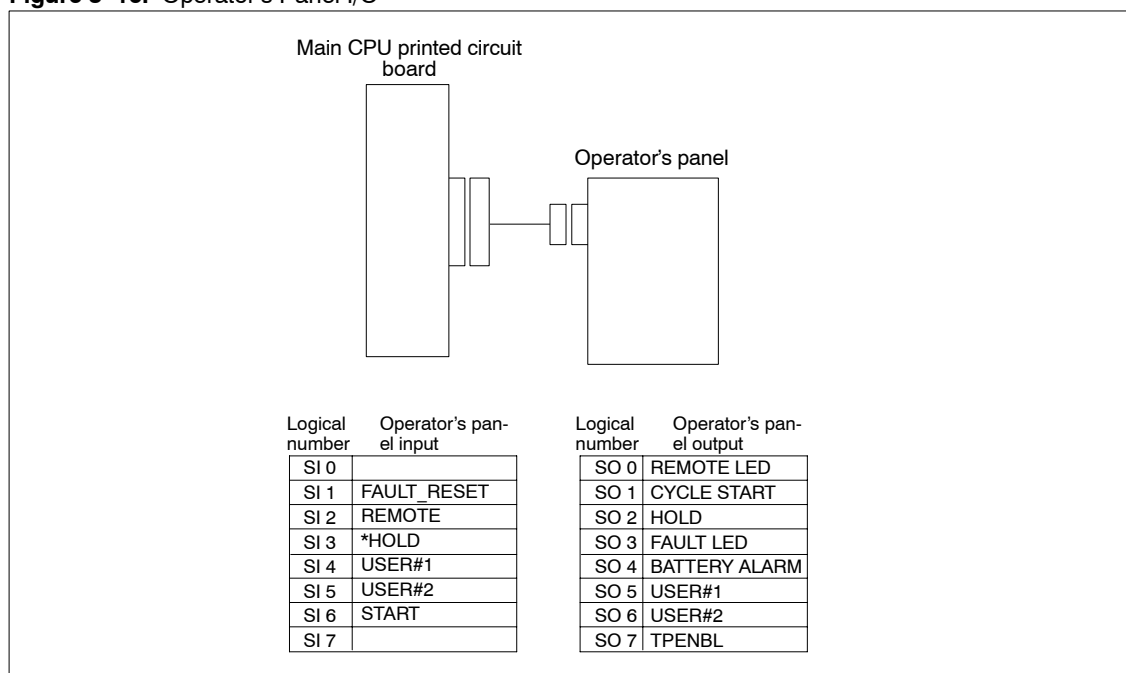 Figure 3–18. Operator's Panel I/O
Main CPU printed circuit
board
Operator's panel
Logical number Operator's pan-
el input
SI 0
SI 1 FAULT_RESET
SI 2 REMOTE
SI 3 *HOLD
SI 4 USER#1
SI 5 USER#2
SI 6 START
SI 7
Logical number Operator's pan-
el output
SO 0 REMOTE LED
SO 1 CYCLE START
SO 2 HOLD
SO 3 FAULT LED
SO 4 BATTERY ALARM
SO 5 USER#1
SO 6 USER#2
SO 7 TPENBL